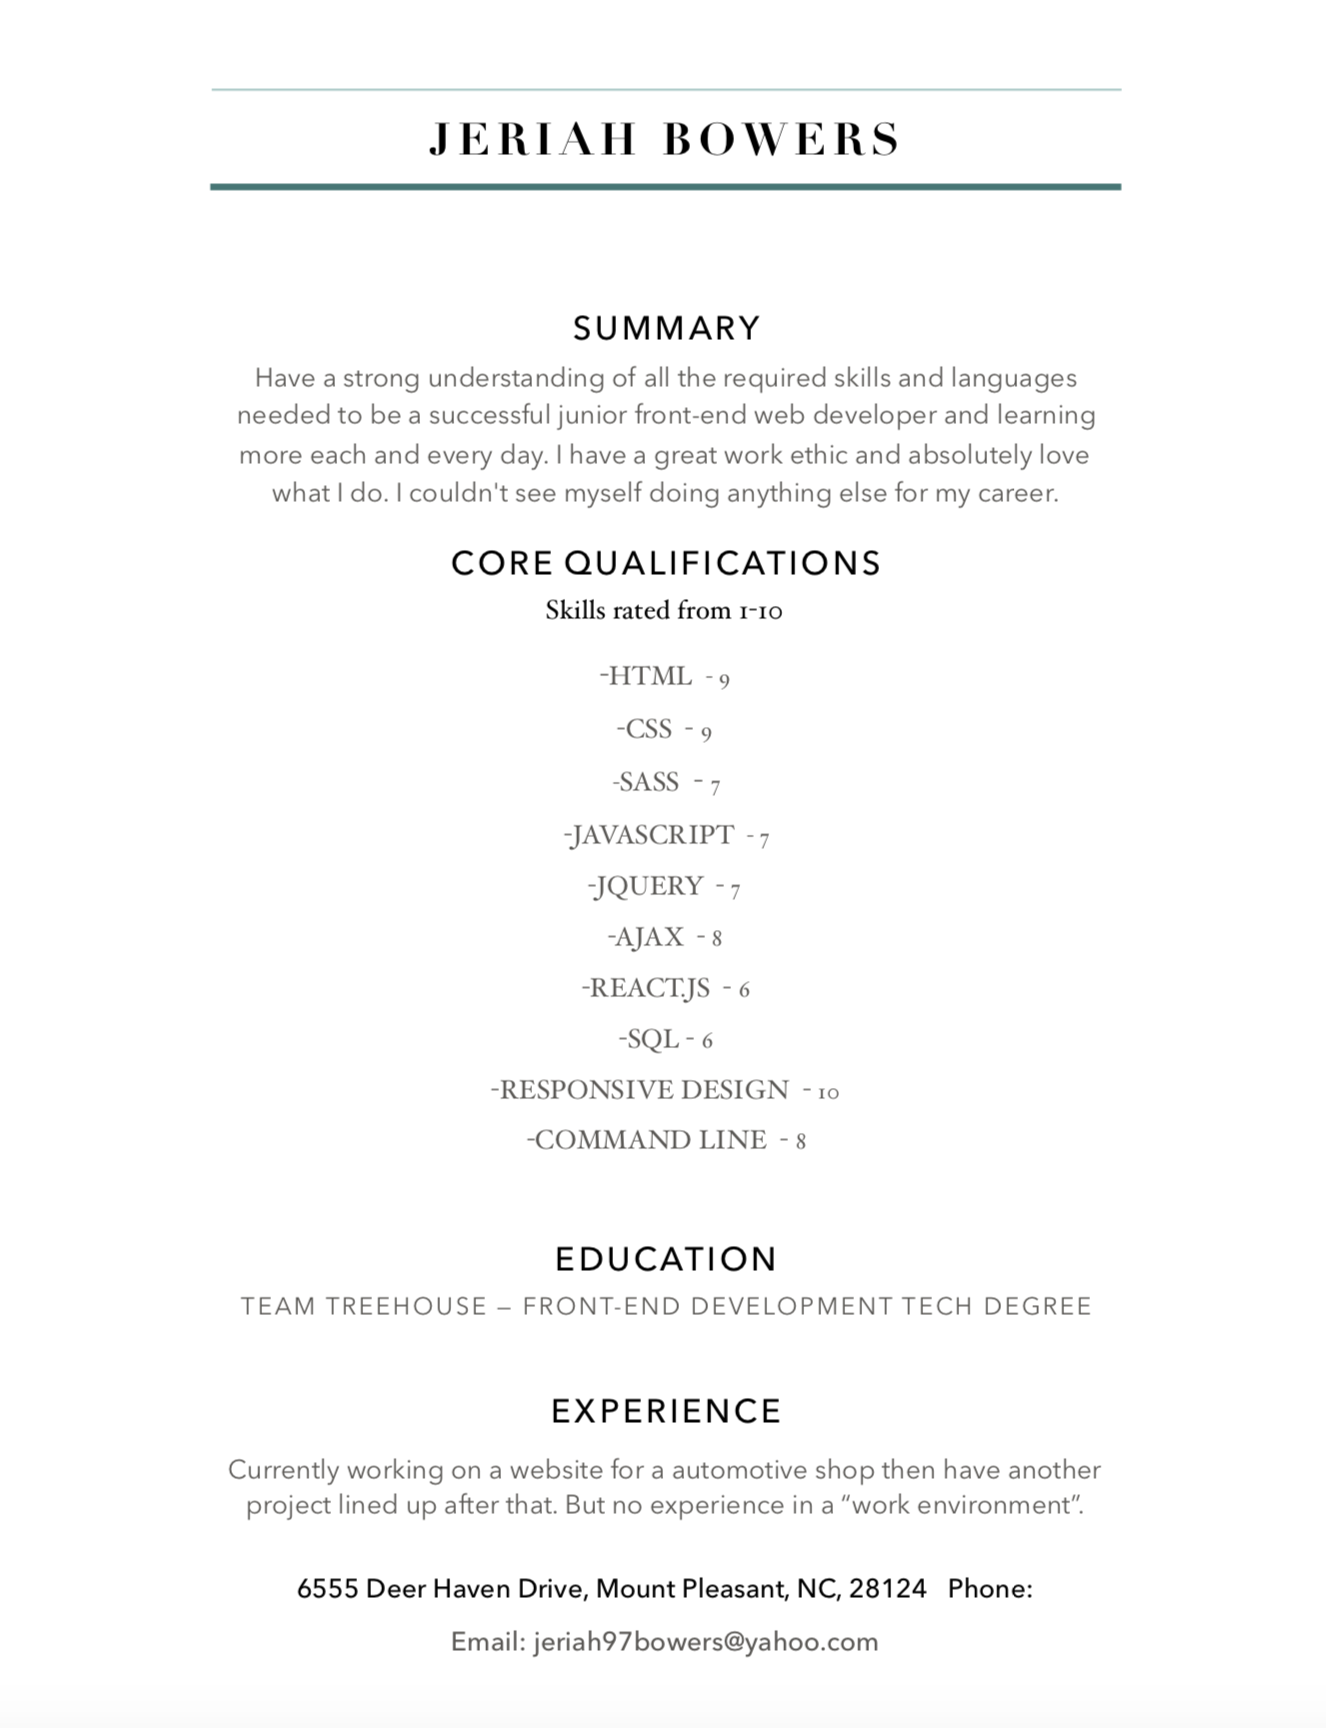 JERIAH BOWERS
SUMMARY
Have a strong understanding of all the required skills and languages
needed to be a successful junior front-end web developer and learning
more each and every day. I have a great work ethic and absolutely love
what I do. I couldn't see myself doing anything else for my career.
CORE QUALIFICATIONS
Skills rated from 1-10
-HTML - 9
-CSS - 9
-SASS - 7
-JAVASCRIPT - 7
-JQUERY - 7
-AJAX - 8
-REACT.JS - 6
-SQL - 6
-RESPONSIVE DESIGN - 10
-COMMAND LINE - 8
EDUCATION
TEAM TREEHOUSE – FRONT-END DEVELOPMENT TECH DEGREE
EXPERIENCE
Currently working on a website for a automotive shop then have another
project lined up after that. But no experience in a “work environment”.
6555 Deer Haven Drive, Mount Pleasant, NC, 28124 Phone:
Email: jeriah97bowers@yahoo.com